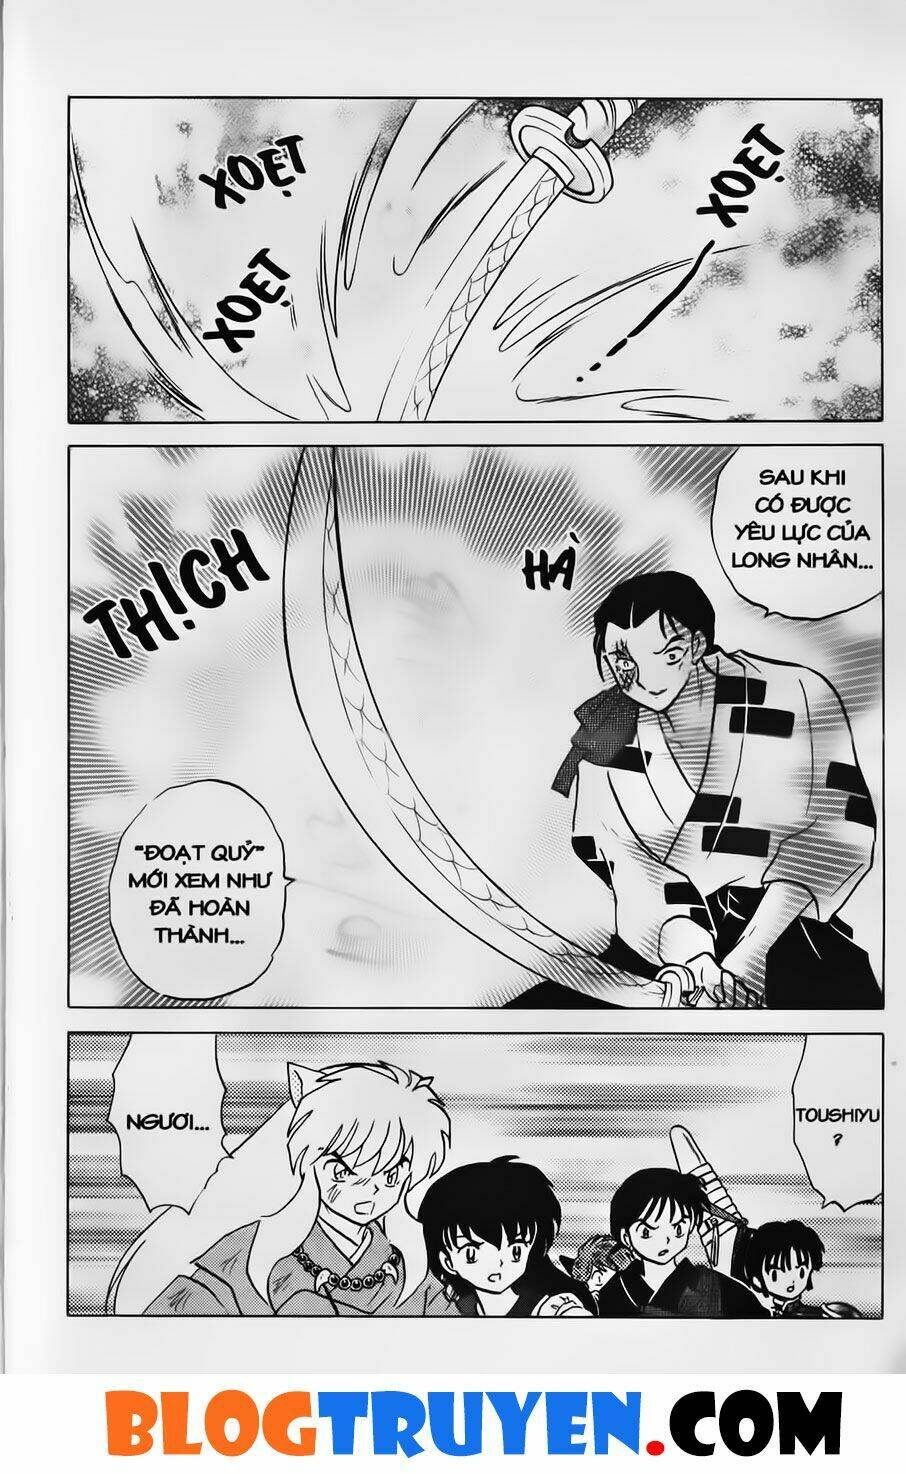 XOẸT
XOẸT
XOẸT
SAU KHI
CÓ ĐƯỢC
YÊU LỰC CỦA
LONG NHÂN...
HÀ
THỊCH
"ĐOẠT QUỶ"
MỚI XEM NHƯ
ĐÃ HOÀN
THÀNH...
NGƯƠI...
TOUSHIYU
?
BLOGTRUYEN.COM